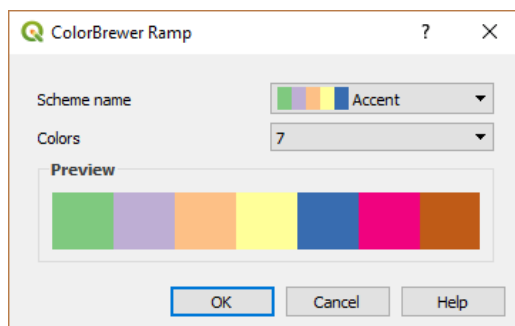 ColorBrewer Ramp ?
Scheme name Accent
Colors 7
Preview
OK Cancel Help